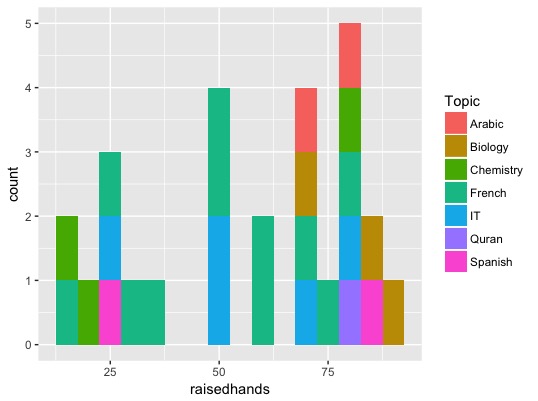 5
4
3
2
1
0
count
25
50
75
raisedhands
Topic
Arabic
Biology
Chemistry
French
IT
Quran
Spanish